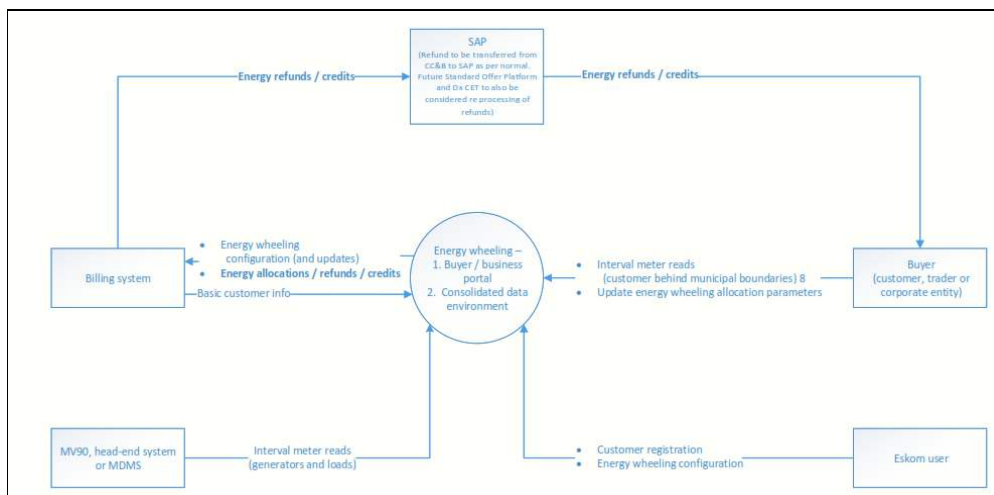 SAP
(Refund to be transferred from
CC&B to SAP as per normal.
Future Standard Offer Platform
and Dx CET to also be
considered re processing of
refunds)
Energy refunds / credits
Energy refunds / credits
• Energy wheeling
configuration (and updates)
• Energy allocations / refunds / credits
Billing system
Basic customer info
Energy wheeling –
1. Buyer / business
portal
2. Consolidated data
environment
• Interval meter reads
(customer behind municipal boundaries) 8
• Update energy wheeling allocation parameters
Buyer
(customer, trader or
corporate entity)
MV90, head-end system
or MDMS
Interval meter reads
(generators and loads)
• Customer registration
• Energy wheeling configuration
Eskom user